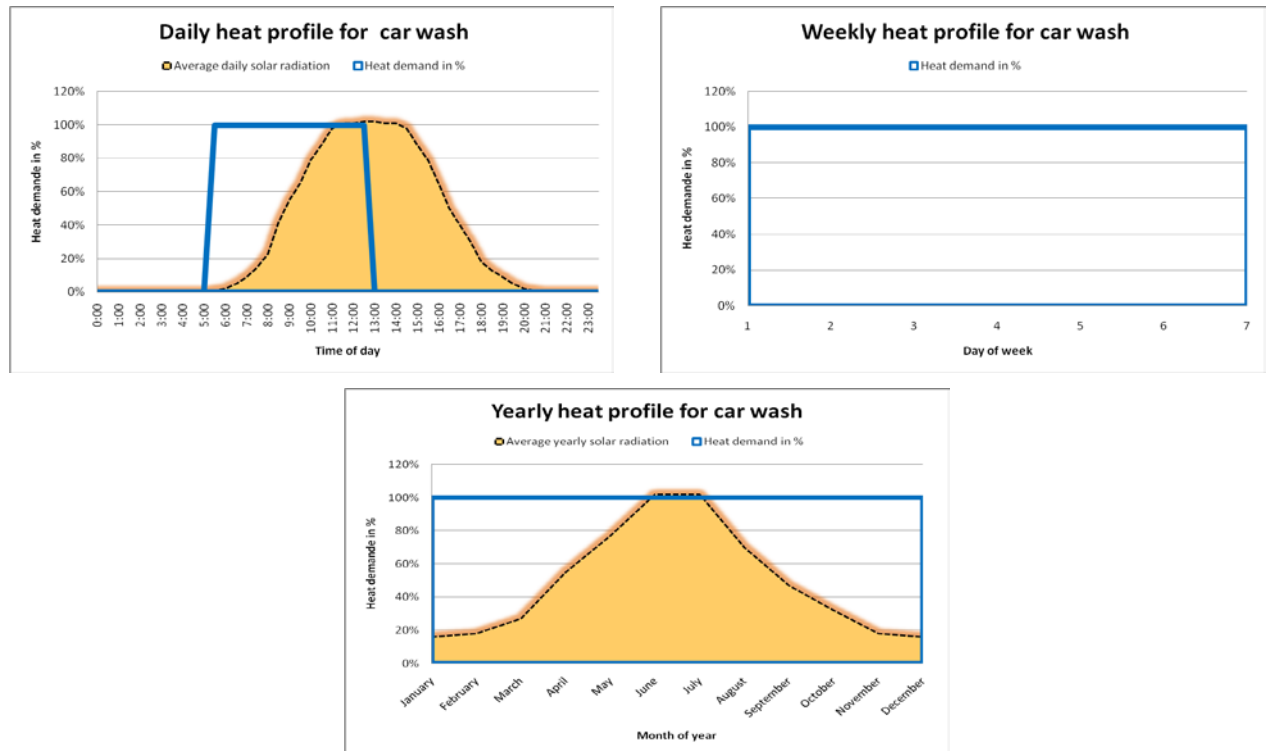 Daily heat profile for car wash
Average daily solar radiation Heat demand in %
Heat demande in %
120%
100%
80%
60%
40%
20%
0%
0:00 1:00 2:00 3:00 4:00 5:00 6:00 7:00 8:00 9:00 10:00 11:00 12:00 13:00 14:00 15:00 16:00 17:00 18:00 19:00 20:00 21:00 22:00 23:00
Time of day
Weekly heat profile for car wash
Heat demand in %
Heat demande in %
120%
100%
80%
60%
40%
20%
0%
1 2 3 4 5 6 7
Day of week
Yearly heat profile for car wash
Average yearly solar radiation Heat demand in %
Heat demande in %
120%
100%
80%
60%
40%
20%
0%
January February March April May June July August September October November December
Month of year